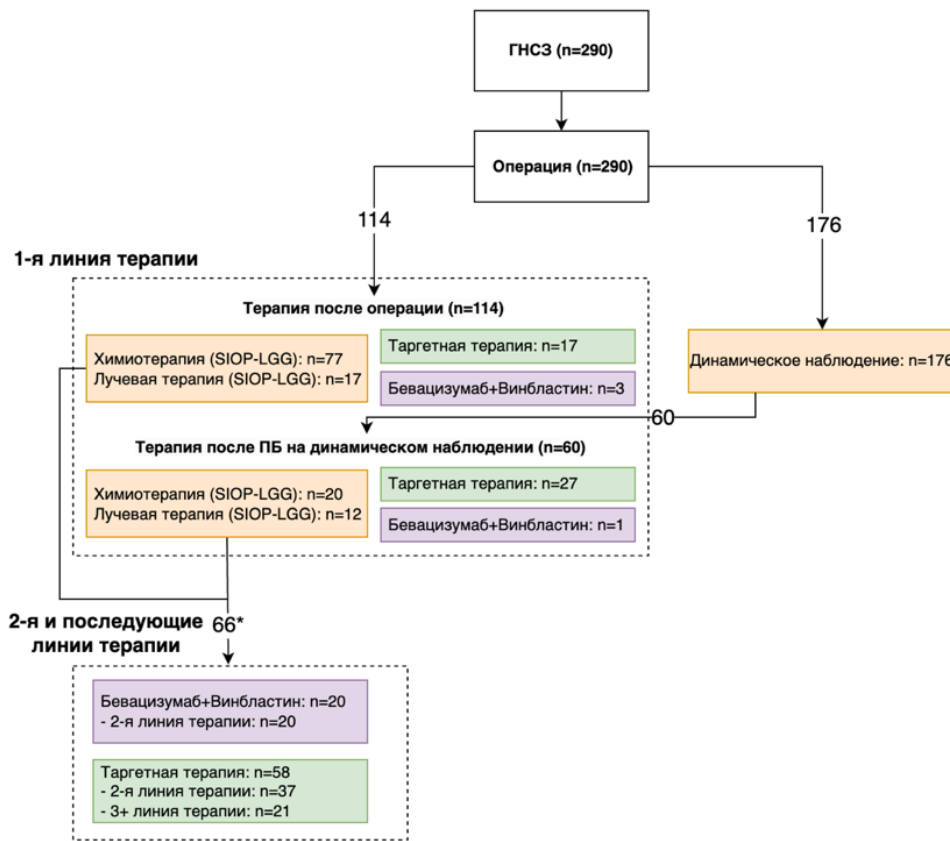 ГНСЗ (n=290)
Операция (n=290)
114
176
1-я линия терапии
Терапия после операции (n=114)
Химиотерапия (SIOP-LGG): n=77
Лучевая терапия (SIOP-LGG): n=17
Таргетная терапия: n=17
Бевацизумаб+Винбластин: n=3
Динамическое наблюдение: n=176
60
Терапия после ПБ на динамическом наблюдении (n=60)
Химиотерапия (SIOP-LGG): n=20
Лучевая терапия (SIOP-LGG): n=12
Таргетная терапия: n=27
Бевацизумаб+Винбластин: n=1
2-я и последующие
линии терапии
66*
Бевацизумаб+Винбластин: n=20
- 2-я линия терапии: n=20
Таргетная терапия: n=58
- 2-я линия терапии: n=37
- 3+ линия терапии: n=21